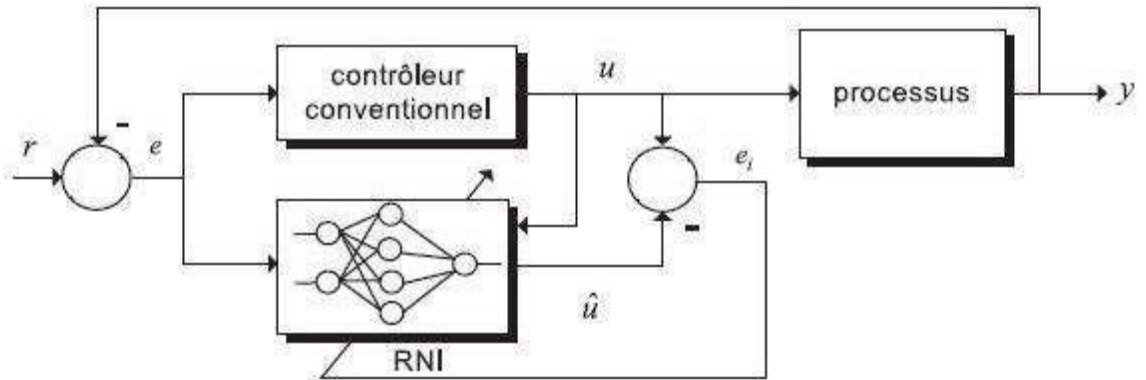 contrôleur
conventionnel
u
processus
y
-
r
e
e_i
-
û
RNI